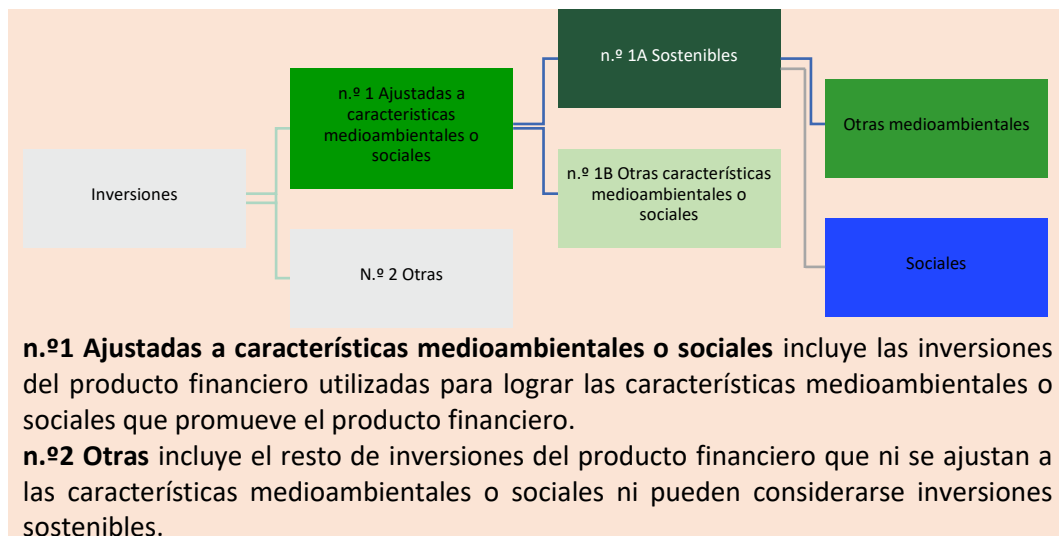 n.º 1A Sostenibles
n.º 1 Ajustadas a
caracteristicas
medioambientales o
sociales
Otras medioambientales
n.º 1B Otras características
medioambientales o
sociales
Inversiones
Sociales
N.º 2 Otras
n.º1 Ajustadas a características medioambientales o sociales incluye las inversiones
del producto financiero utilizadas para lograr las características medioambientales o
sociales que promueve el producto financiero.
n.º2 Otras incluye el resto de inversiones del producto financiero que ni se ajustan a
las características medioambientales o sociales ni pueden considerarse inversiones
sostenibles.